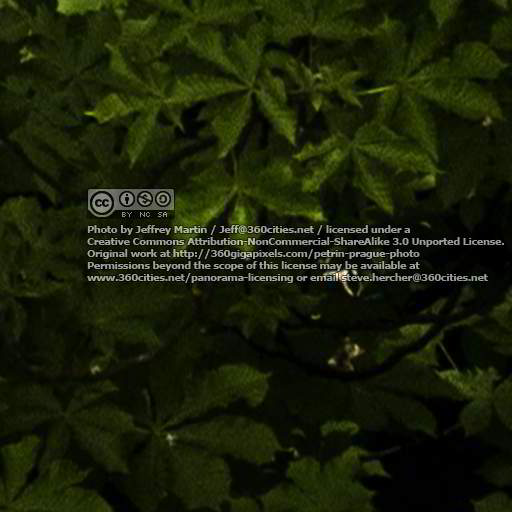 cc BY NC SA
Photo by Jeffrey Martin / Jeff@360cities.net / licensed under a
Creative Commons Attribution-NonCommercial-ShareAlike 3.0 Unported License.
Original work at http://360gigapixels.com/petrin-prague-photo
Permissions beyond the scope of this license may be available at
www.360cities.net/panorama-licensing or email steve.hercher@360cities.net